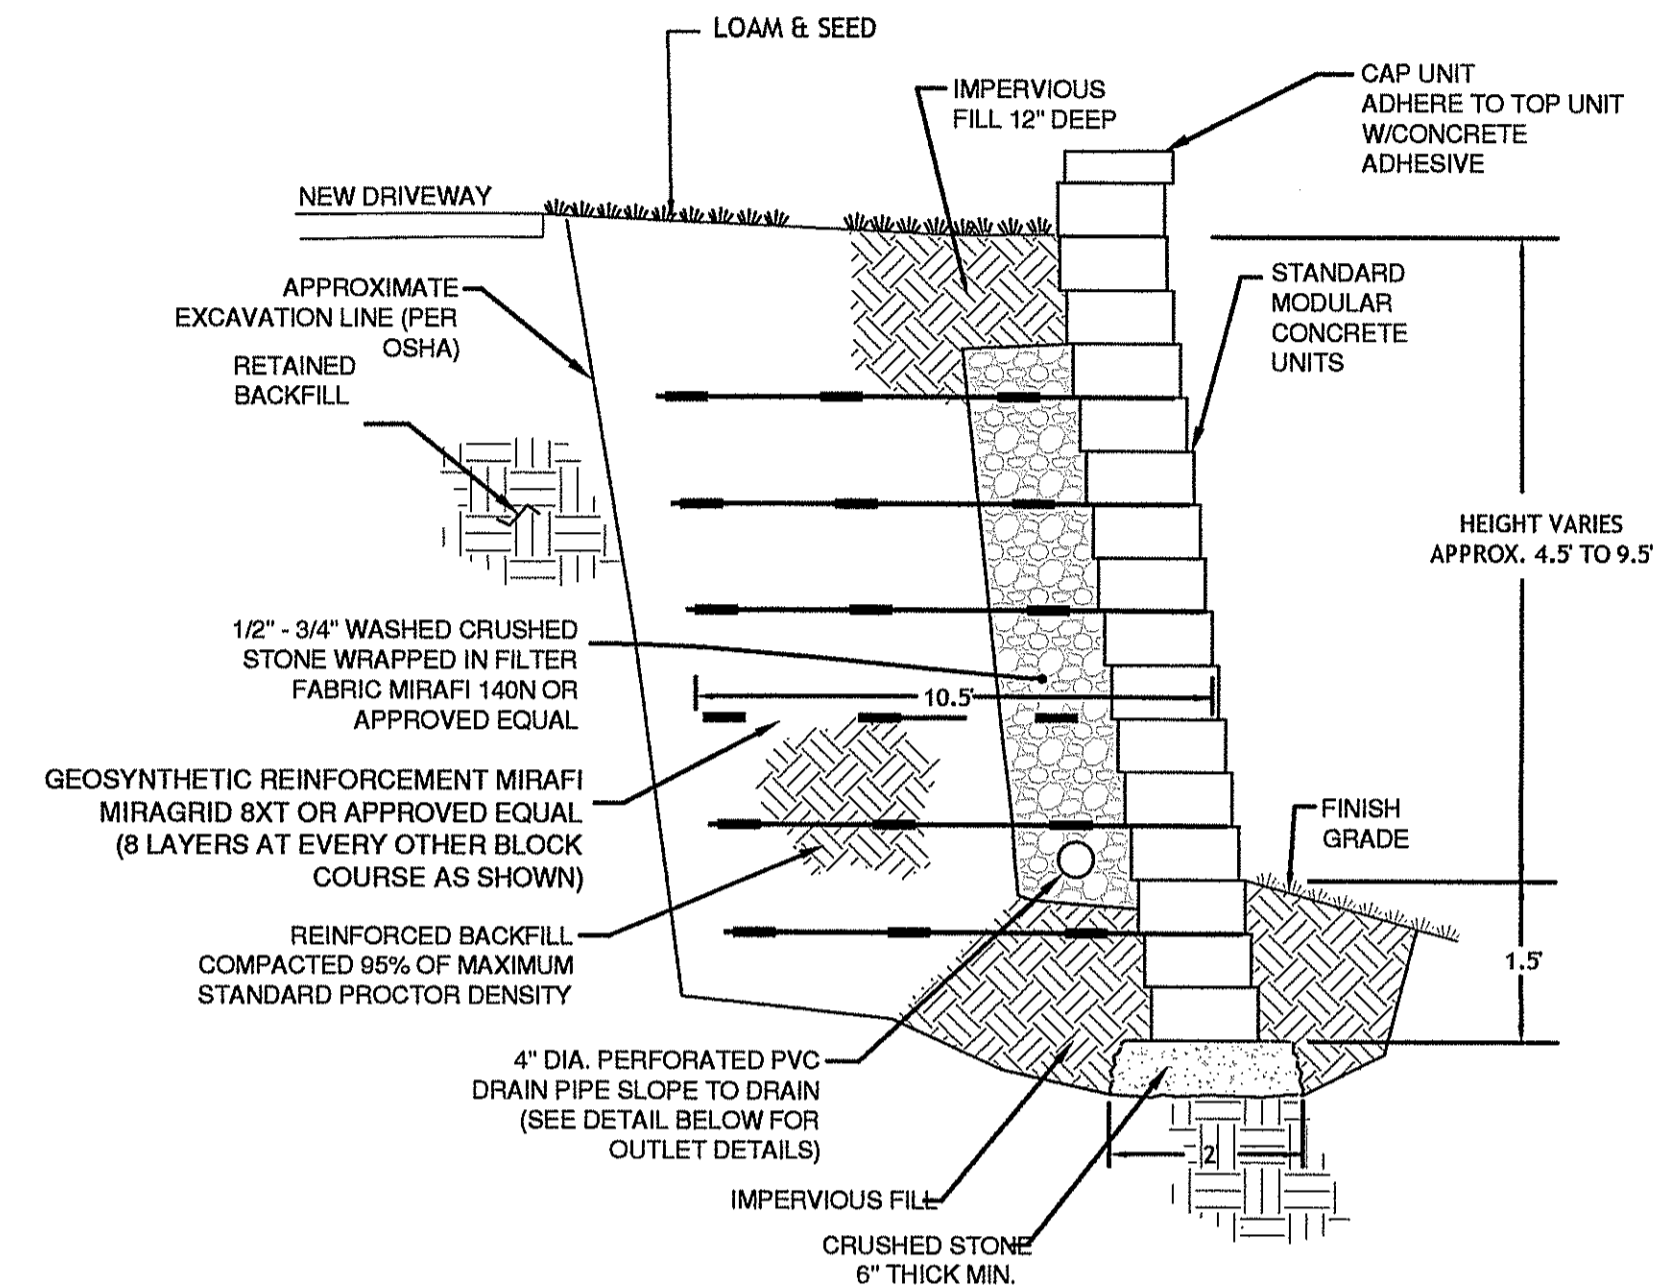 LOAM & SEED
IMPERVIOUS
FILL 12" DEEP
CAP UNIT
ADHERE TO TOP UNIT
W/CONCRETE
ADHESIVE
NEW DRIVEWAY
APPROXIMATE
EXCAVATION LINE (PER
OSHA)
STANDARD
MODULAR
CONCRETE
UNITS
RETAINED
BACKFILL
HEIGHT VARIES
APPROX. 4.5' TO 9.5'
1/2" - 3/4" WASHED CRUSHED
STONE WRAPPED IN FILTER
FABRIC MIRAFI 140N OR
APPROVED EQUAL
10.5'
GEOSYNTHETIC REINFORCEMENT MIRAFI
MIRAGRID 8XT OR APPROVED EQUAL
(8 LAYERS AT EVERY OTHER BLOCK
COURSE AS SHOWN)
FINISH
GRADE
REINFORCED BACKFILL
COMPACTED 95% OF MAXIMUM
STANDARD PROCTOR DENSITY
1.5'
4" DIA. PERFORATED PVC
DRAIN PIPE SLOPE TO DRAIN
(SEE DETAIL BELOW FOR
OUTLET DETAILS)
2'
IMPERVIOUS FILL
CRUSHED STONE
6" THICK MIN.